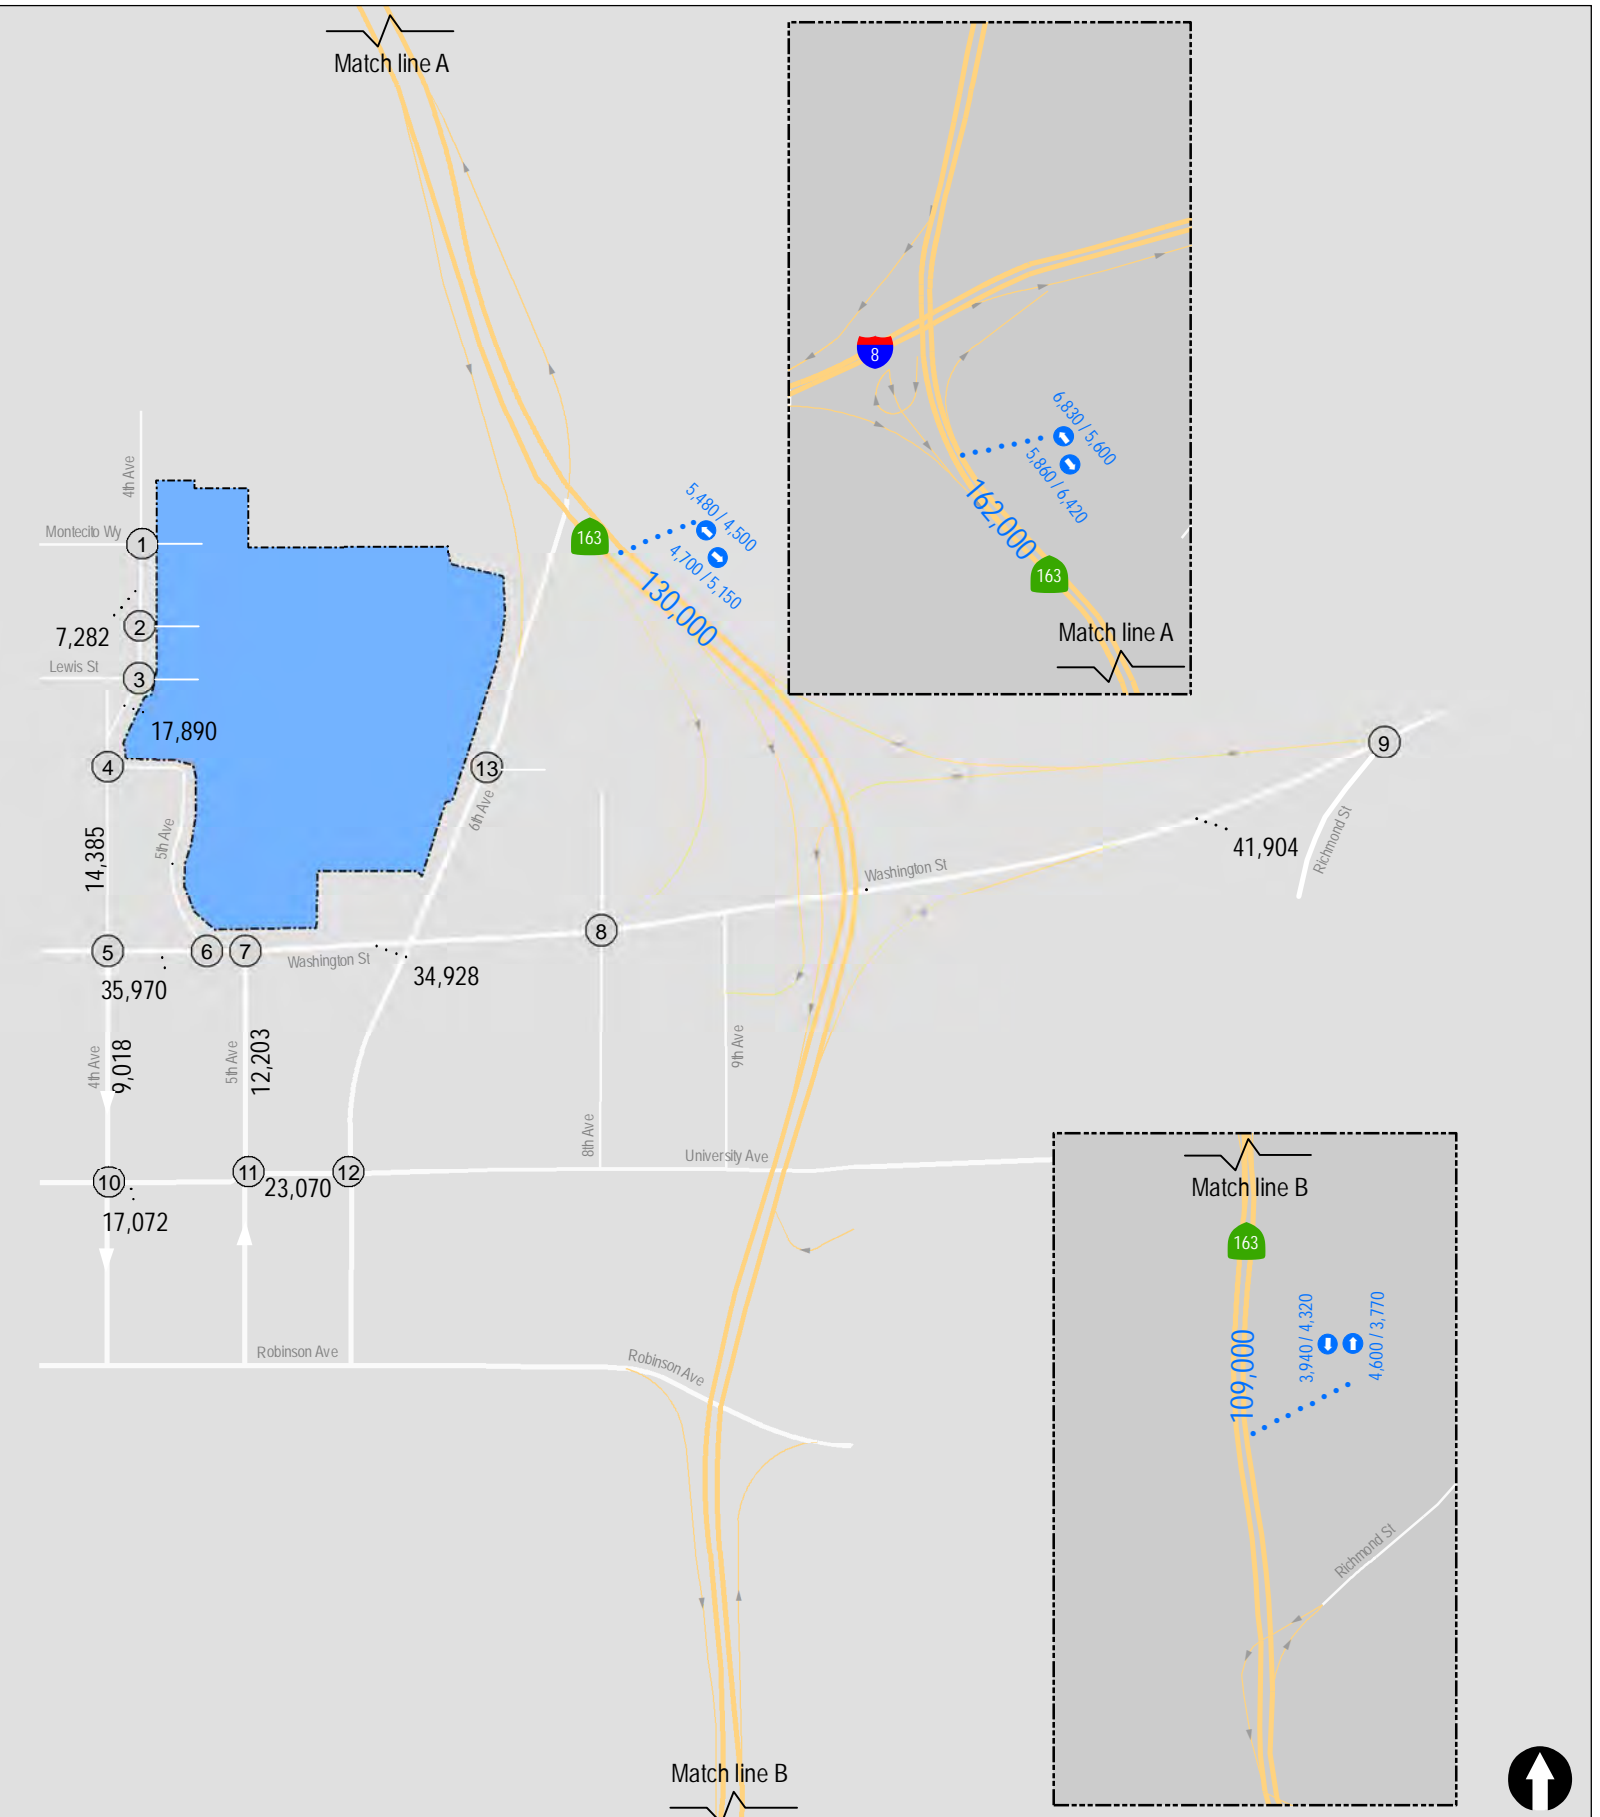 Match line A
8
6,830 / 5,600
5,860 / 6,420
162,000
163
Match line A
163
5,480 / 4,500
4,700 / 5,150
130,000
4th Ave
Montecito Wy
1
2
7,282
Lewis St
3
17,890
4
13
6th Ave
9
Richmond St
41,904
14,385
5th Ave
Washington St
8
5
6
7
Washington St
35,970
34,928
4th Ave
9,018
5th Ave
12,203
9th Ave
8th Ave
University Ave
10
11
23,070
12
17,072
Robinson Ave
Robinson Ave
Match line B
163
109,000
3,940 / 4,320
4,600 / 3,770
Richmond St
Match line B